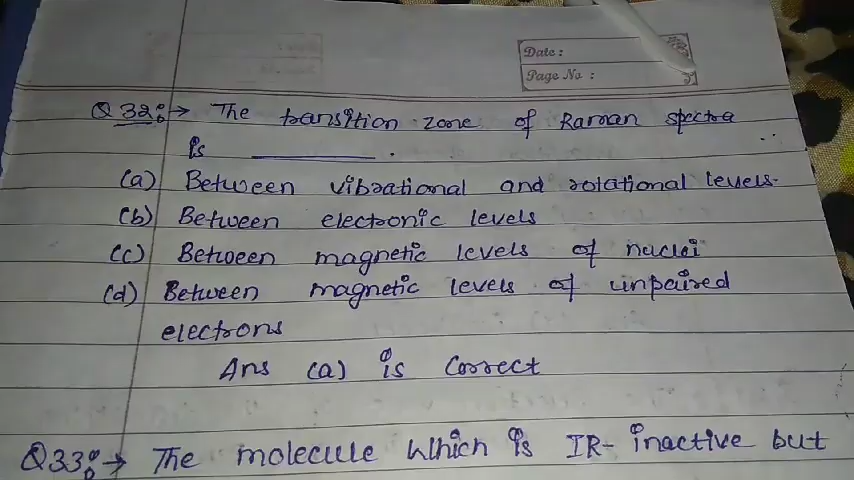 Date :
Page No :
Q 32 :→ The transition zone of Raman spectra
is ________ .
(a) Between vibrational and rotational levels.
(b) Between electronic levels
(c) Between magnetic levels of nuclei
(d) Between magnetic levels of unpaired
electrons
Ans (a) is correct
Q33 :→ The molecule which is IR- inactive but